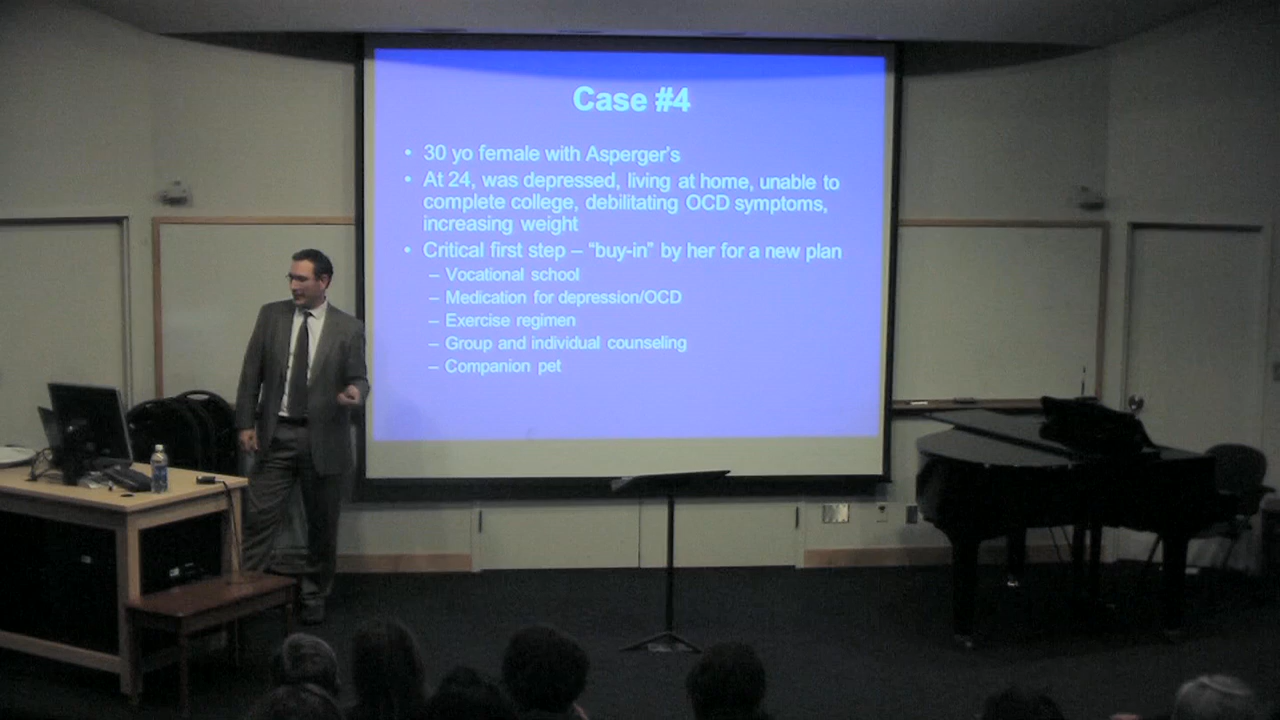 Case #4
• 30 yo female with Asperger's
• At 24, was depressed, living at home, unable to
complete college, debilitating OCD symptoms,
increasing weight
• Critical first step – “buy-in” by her for a new plan
– Vocational school
– Medication for depression/OCD
– Exercise regimen
– Group and individual counseling
– Companion pet